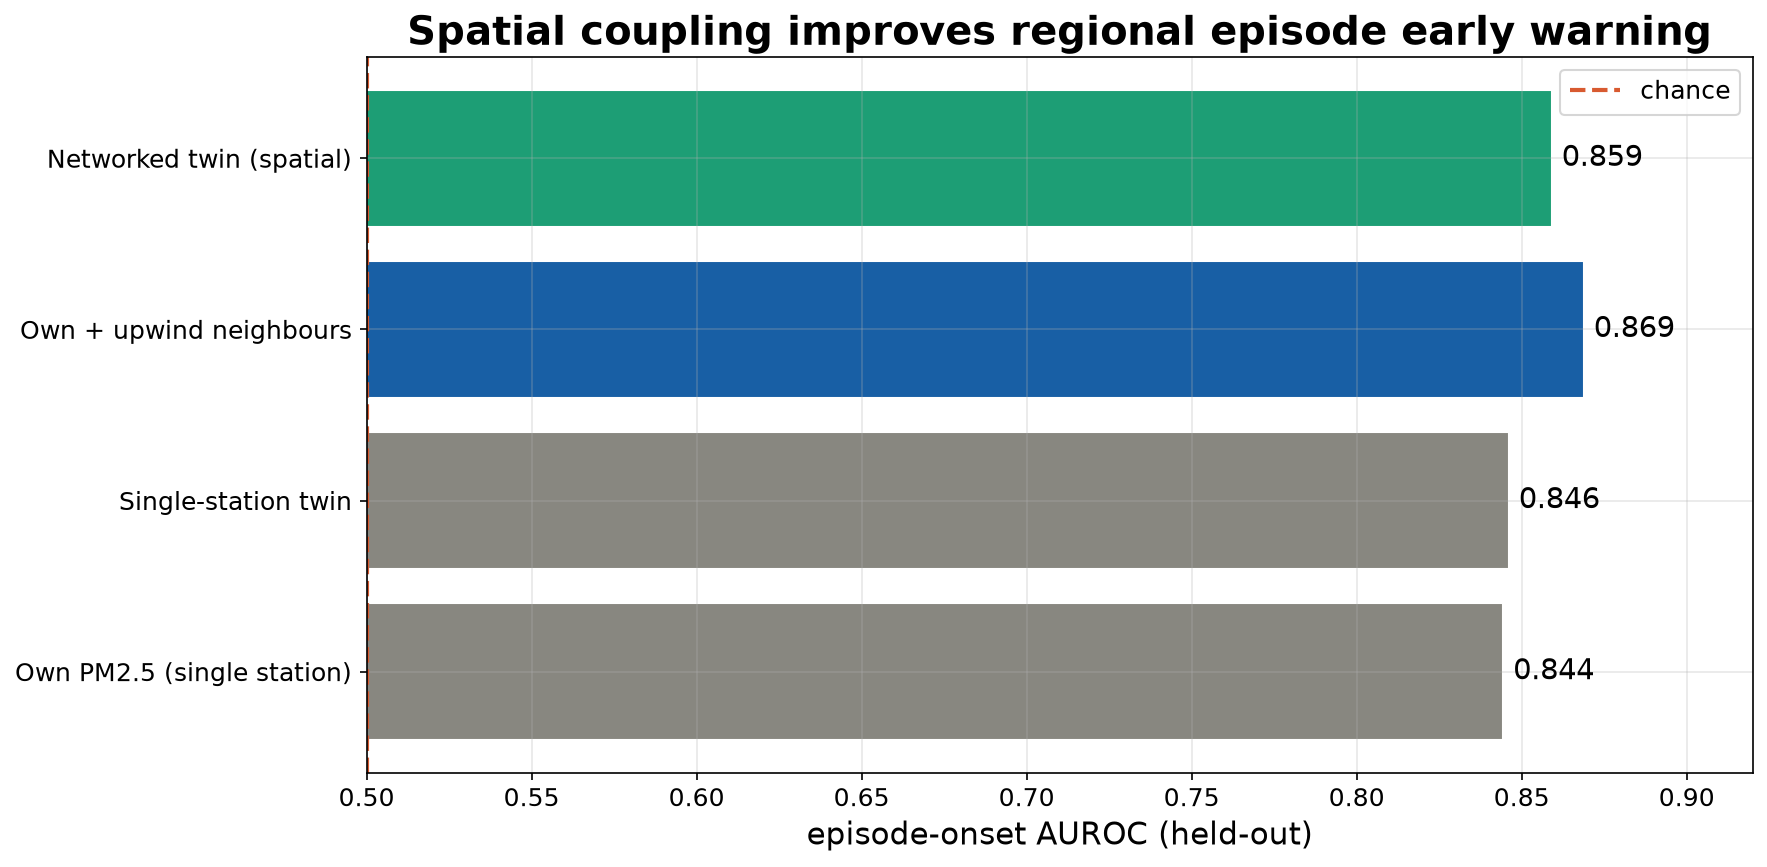 Spatial coupling improves regional episode early warning
chance
Networked twin (spatial)
0.859
Own + upwind neighbours
0.869
Single-station twin
0.846
Own PM2.5 (single station)
0.844
0.50 0.55 0.60 0.65 0.70 0.75 0.80 0.85 0.90
episode-onset AUROC (held-out)